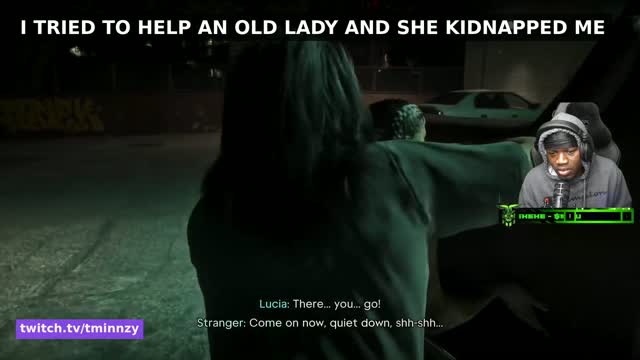 I TRIED TO HELP AN OLD LADY AND SHE KIDNAPPED ME
Lucia: There... you... go!
Stranger: Come on now, quiet down, shh-shh...
twitch.tv/tminnzy